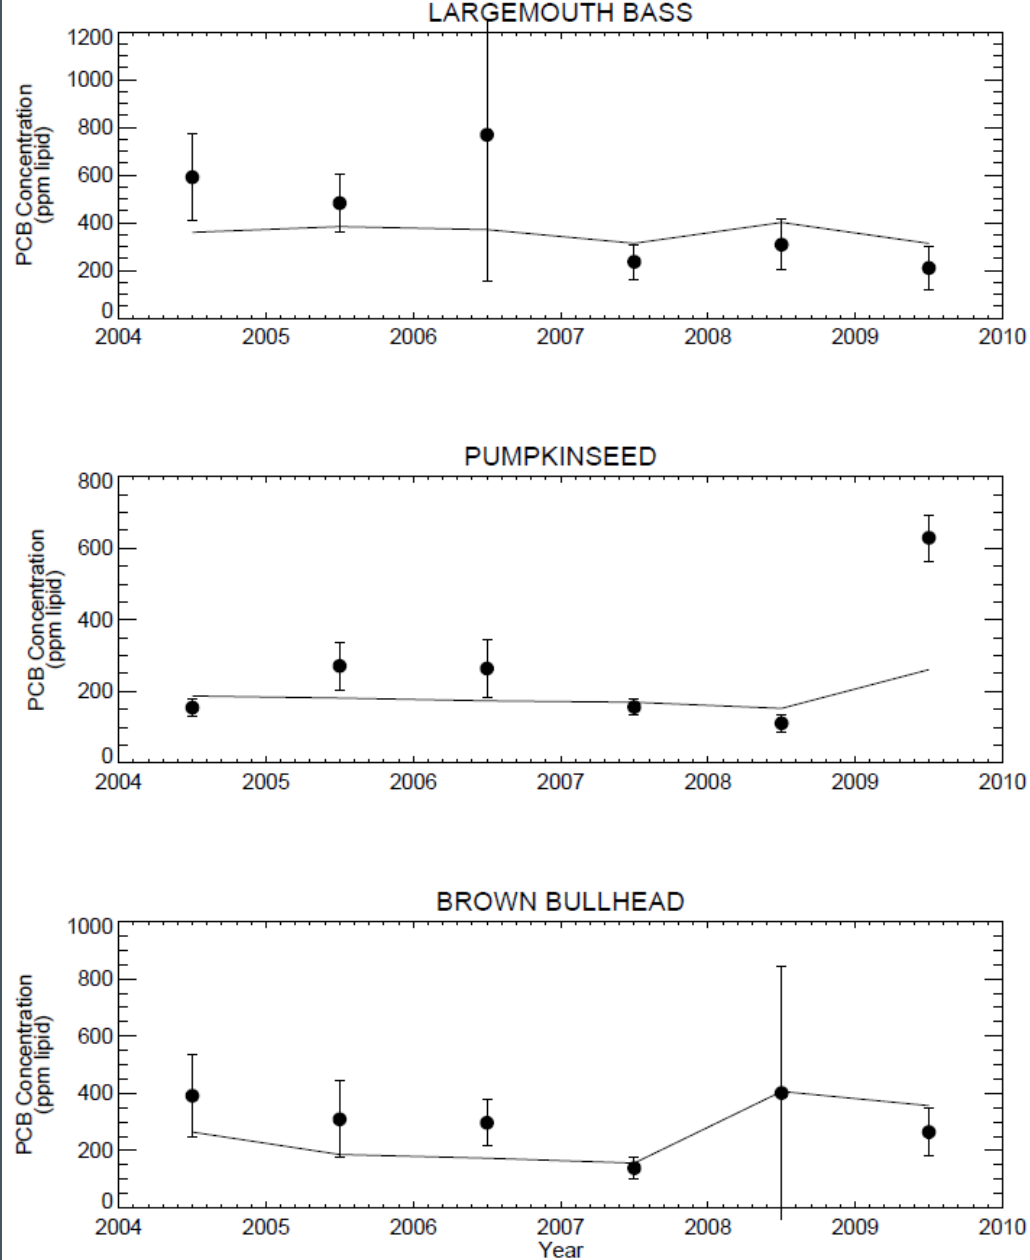 LARGEMOUTH BASS
1200
1000
800
600
400
200
0
PCB Concentration
(ppm lipid)
2004 2005 2006 2007 2008 2009 2010
PUMPKINSEED
800
600
400
200
0
PCB Concentration
(ppm lipid)
2004 2005 2006 2007 2008 2009 2010
BROWN BULLHEAD
1000
800
600
400
200
0
PCB Concentration
(ppm lipid)
2004 2005 2006 2007 2008 2009 2010
Year